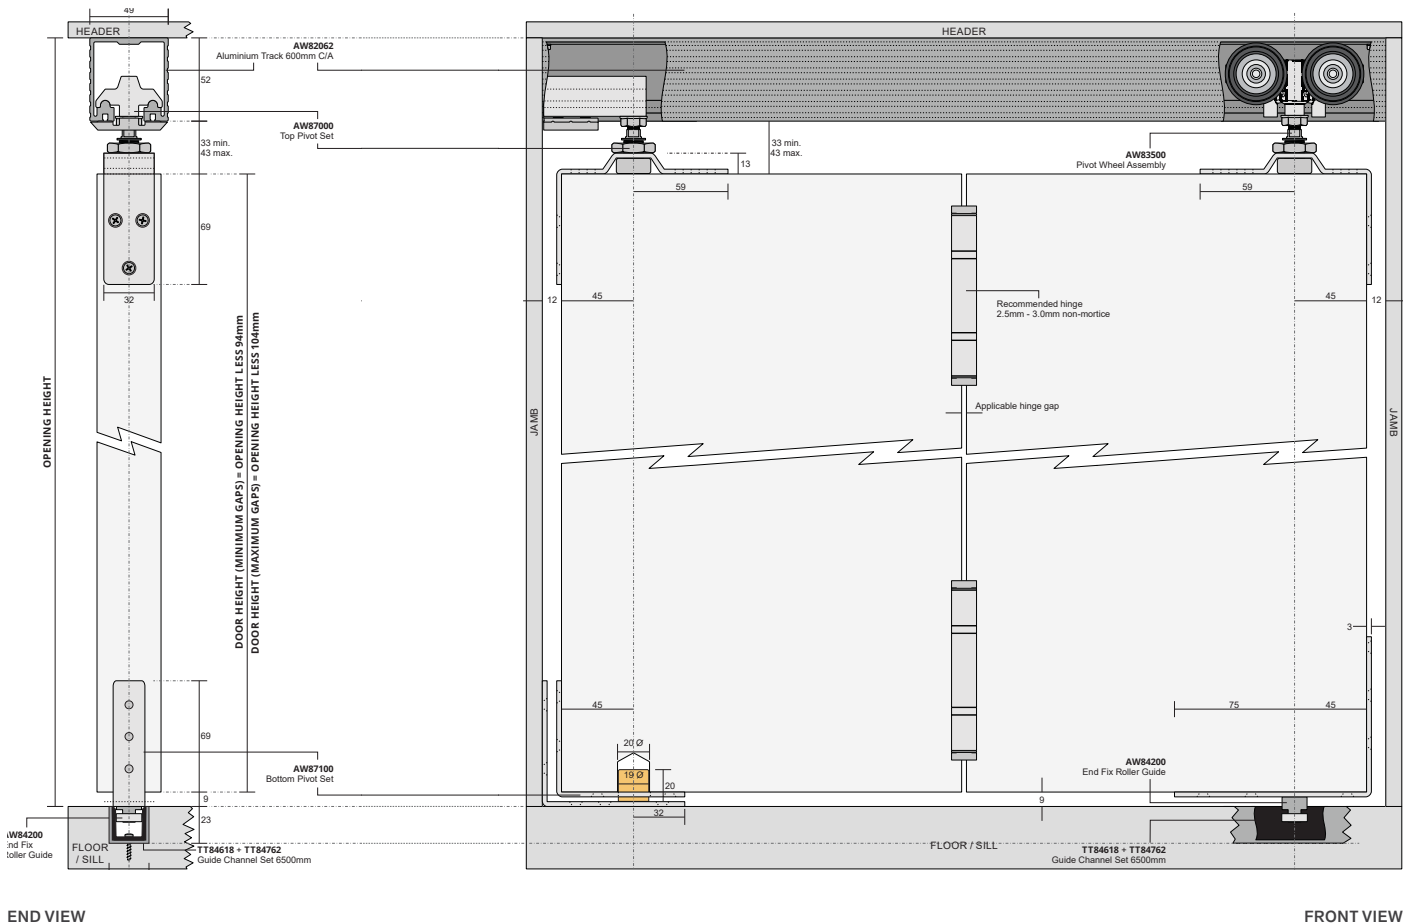 49
HEADER
HEADER
AW82062
Aluminium Track 600mm C/A
52
AW87000
Top Pivot Set
33 min.
43 max.
33 min.
43 max.
13
AW83500
Pivot Wheel Assembly
59
59
69
32
12
45
45
12
Recommended hinge
2.5mm - 3.0mm non-mortice
OPENING HEIGHT
DOOR HEIGHT (MINIMUM GAPS) = OPENING HEIGHT LESS 94mm
DOOR HEIGHT (MAXIMUM GAPS) = OPENING HEIGHT LESS 104mm
JAMB
Applicable hinge gap
JAMB
3
45
75
45
69
20 Ø
19 Ø
20
AW87100
Bottom Pivot Set
AW84200
End Fix Roller Guide
9
9
23
32
AW84200
End Fix
Roller Guide
FLOOR
/ SILL
TT84618 + TT84762
Guide Channel Set 6500mm
FLOOR / SILL
TT84618 + TT84762
Guide Channel Set 6500mm
END VIEW
FRONT VIEW